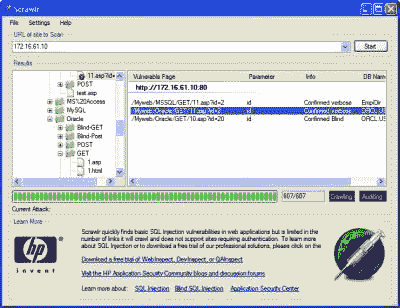 Scrawlr
File Settings Help
URL of site to Scan
172.16.61.10
Start
Results
11.asp?id=
POST
test.asp
MS%20Access
MySQL
Oracle
Blind-GET
Blind-Post
POST
GET
1.asp
1.html
Vulnerable Page Parameter Info DB Name
http://172.16.61.10:80
/Myweb/MSSQL/GET/11.asp?id=2 id Confirmed verbose EmpDir
/Myweb/Oracle/GET/11.asp?id=2 id Confirmed verbose ORCL.US
/Myweb/Oracle/GET/10.asp?id=20 id Confirmed Blind ORCL.US
607/607 Crawling Auditing
Current Attack:
Learn More
Scrawlr quickly finds basic SQL Injection vulnerabilities in web applications but is limited in the
number of links it will crawl and does not support sites requiring authentication. To learn more
about SQL Injection or to download a free trial of our professional solutions, please click on the
Download a free trial of WebInspect, DevInspect, or QAInspect
Visit the HP Application Security Community blogs and discussion forums
Learn more about: SQL Injection Blind SQL Injection Application Security Center
hp
invent